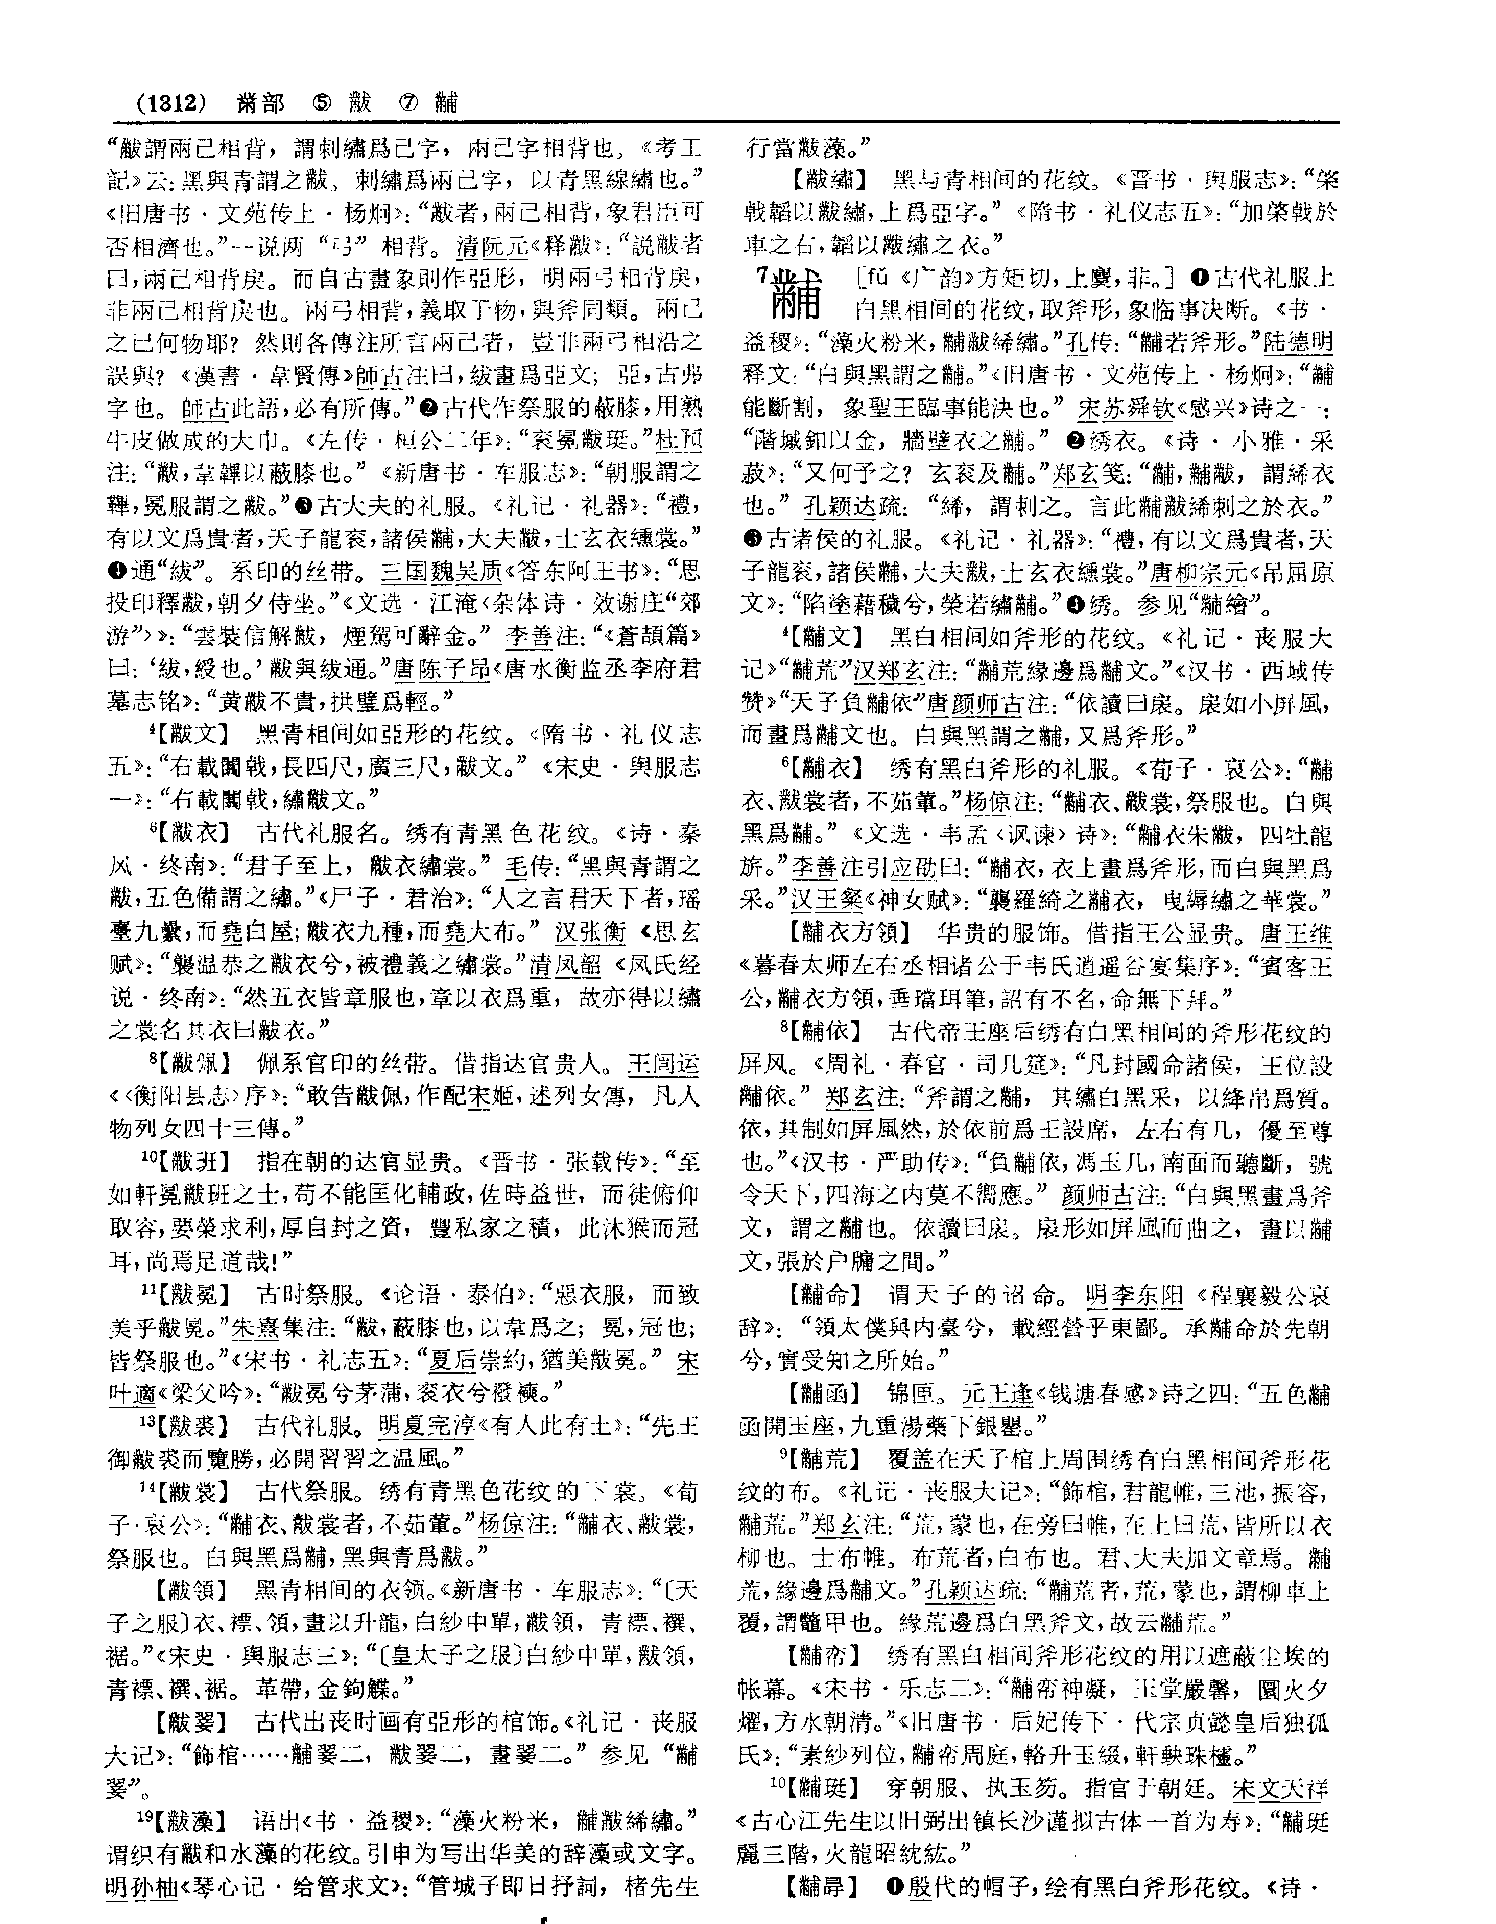 (1312) 黹部 ⑤ 黻 ⑦ 黼
“黻謂兩己相背，謂刺繡爲己字，兩己字相背也。《考工
記》云：黑與青謂之黻。刺繡爲兩己字，以青黑線繡也。”
《旧唐书·文苑传上·杨炯》：“黻者，兩己相背，象君臣可
否相濟也。”一说两“弓”相背。清阮元《释黻》：“説黻者
曰，兩己相背戾。而自古畫象則作亞形，明兩弓相背戾，
非兩己相背戾也。兩弓相背，義取于物，與斧同類。兩己
之己何物耶？然則各傳注所言兩己者，豈非兩弓相沿之
誤與？《漢書·韋賢傳》師古注曰，紱畫爲亞文；亞，古弗
字也。師古此語，必有所傳。”❷古代作祭服的蔽膝，用熟
牛皮做成的大巾。《左传·桓公二年》：“衮冕黻珽。”杜预
注：“黻，韋韠以蔽膝也。”《新唐书·车服志》：“朝服謂之
韠，冕服謂之黻。”❸古大夫的礼服。《礼记·礼器》：“禮，
有以文爲貴者，天子龍衮，諸侯黼，大夫黻，士玄衣纁裳。”
❹通“紱”。系印的丝带。三国魏吴质《答东阿王书》：“思
投印釋黻，朝夕侍坐。”《文选·江淹〈杂体诗·效谢庄“郊
游”〉》：“雲裝信解黻，煙駕可辭金。”李善注：“《蒼頡篇》
曰：‘紱，綬也。’黻與紱通。”唐陈子昂《唐水衡监丞李府君
墓志铭》：“黄黻不貴，拱璧爲輕。”
⁴【黻文】 黑青相间如亞形的花纹。《隋书·礼仪志
五》：“右載闟戟，長四尺，廣三尺，黻文。”《宋史·舆服志
一》：“右載闟戟，繡黻文。”
⁶【黻衣】 古代礼服名。绣有青黑色花纹。《诗·秦
风·终南》：“君子至上，黻衣繡裳。”毛传：“黑與青謂之
黻，五色備謂之繡。”《尸子·君治》：“人之言君天下者，瑶
臺九纍，而堯白屋；黻衣九種，而堯大布。”汉张衡《思玄
赋》：“襲温恭之黻衣兮，被禮義之繡裳。”清凤韶《凤氏经
说·终南》：“然五衣皆章服也，章以衣爲重，故亦得以繡
之裳名其衣曰黻衣。”
⁸【黻佩】 佩系官印的丝带。借指达官贵人。王闿运
《〈衡阳县志〉序》：“敢告黻佩，作配宋姬，述列女傳，凡人
物列女四十三傳。”
¹⁰【黻班】 指在朝的达官显贵。《晋书·张载传》：“至
如軒冕黻班之士，苟不能匡化輔政，佐時益世，而徒俯仰
取容，要榮求利，厚自封之資，豐私家之積，此沐猴而冠
耳，尚焉足道哉！”
¹¹【黻冕】 古时祭服。《论语·泰伯》：“惡衣服，而致
美乎黻冕。”朱熹集注：“黻，蔽膝也，以韋爲之；冕，冠也；
皆祭服也。”《宋书·礼志五》：“夏后崇約，猶美黻冕。”宋
叶適《梁父吟》：“黻冕兮茅蒲，衮衣兮襏襫。”
¹³【黻裘】 古代礼服。明夏完淳《有人此有土》：“先王
御黻裘而覽勝，必開習習之温風。”
¹⁴【黻裳】 古代祭服。绣有青黑色花纹的下裳。《荀
子·哀公》：“黼衣、黻裳者，不茹葷。”杨倞注：“黼衣、黻裳，
祭服也。白與黑爲黼，黑與青爲黻。”
【黻領】 黑青相间的衣领。《新唐书·车服志》：“〔天
子之服〕衣、褾、領，畫以升龍，白紗中單，黻領，青褾、襈、
裾。”《宋史·舆服志三》：“〔皇太子之服〕白紗中單，黻領，
青褾、襈、裾。革帶，金鉤䚢。”
【黻翣】 古代出丧时画有亞形的棺饰。《礼记·丧服
大记》：“飾棺……黼翣二，黻翣二，畫翣二。”参见“黼
翣”。
¹⁹【黻藻】 语出《书·益稷》：“藻火粉米，黼黻絺繡。”
谓织有黻和水藻的花纹。引申为写出华美的辞藻或文字。
明孙柚《琴心记·给管求文》：“管城子即日抒詞，楮先生
行當黻藻。”
【黻繡】 黑与青相间的花纹。《晋书·舆服志》：“棨
戟韜以黻繡，上爲亞字。”《隋书·礼仪志五》：“加棨戟於
車之右，韜以黻繡之衣。”
⁷黼 ［fǔ 《广韵》方矩切，上麌，非。］❶古代礼服上
白黑相间的花纹，取斧形，象临事决断。《书·
益稷》：“藻火粉米，黼黻絺繡。”孔传：“黼若斧形。”陆德明
释文：“白與黑謂之黼。”《旧唐书·文苑传上·杨炯》：“黼
能斷割，象聖王臨事能决也。”宋苏舜钦《感兴》诗之一：
“階墄釦以金，牆壁衣之黼。”❷绣衣。《诗·小雅·采
菽》：“又何予之？玄衮及黼。”郑玄笺：“黼，黼黻，謂絺衣
也。”孔颖达疏：“絺，謂刺之。言此黼黻絺刺之於衣。”
❸古诸侯的礼服。《礼记·礼器》：“禮，有以文爲貴者，天
子龍衮，諸侯黼，大夫黻，士玄衣纁裳。”唐柳宗元《吊屈原
文》：“陷塗藉穢兮，榮若繡黼。”❹绣。参见“黼繪”。
⁴【黼文】 黑白相间如斧形的花纹。《礼记·丧服大
记》“黼荒”汉郑玄注：“黼荒緣邊爲黼文。”《汉书·西域传
赞》“天子負黼依”唐颜师古注：“依讀曰扆。扆如小屏風，
而畫爲黼文也。白與黑謂之黼，又爲斧形。”
⁶【黼衣】 绣有黑白斧形的礼服。《荀子·哀公》：“黼
衣、黻裳者，不茹葷。”杨倞注：“黼衣、黻裳，祭服也。白與
黑爲黼。”《文选·韦孟〈讽谏〉诗》：“黼衣朱黻，四牡龍
旂。”李善注引应劭曰：“黼衣，衣上畫爲斧形，而白與黑爲
采。”汉王粲《神女赋》：“襲羅綺之黼衣，曳縟繡之華裳。”
【黼衣方領】 华贵的服饰。借指王公显贵。唐王维
《暮春太师左右丞相诸公于韦氏逍遥谷宴集序》：“賓客王
公，黼衣方領，垂璫珥筆，詔有不名，命無下拜。”
⁸【黼依】 古代帝王座后绣有白黑相间的斧形花纹的
屏风。《周礼·春官·司几筵》：“凡封國命諸侯，王位設
黼依。”郑玄注：“斧謂之黼，其繡白黑采，以絳帛爲質。
依，其制如屏風然，於依前爲王設席，左右有几，優至尊
也。”《汉书·严助传》：“負黼依，馮玉几，南面而聽斷，號
令天下，四海之内莫不嚮應。”颜师古注：“白與黑畫爲斧
文，謂之黼也。依讀曰扆。扆形如屏風而曲之，畫以黼
文，張於户牖之間。”
【黼命】 谓天子的诏命。明李东阳《程襄毅公哀
辞》：“領太僕與内臺兮，載經營乎東鄙。承黼命於先朝
兮，實受知之所始。”
【黼函】 锦匣。元王逢《钱塘春感》诗之四：“五色黼
函開玉座，九重湯藥下銀罌。”
⁹【黼荒】 覆盖在天子棺上周围绣有白黑相间斧形花
纹的布。《礼记·丧服大记》：“飾棺，君龍帷，三池，振容，
黼荒。”郑玄注：“荒，蒙也，在旁曰帷，在上曰荒，皆所以衣
柳也。士布帷。布荒者，白布也。君、大夫加文章焉。黼
荒，緣邊爲黼文。”孔颖达疏：“黼荒者，荒，蒙也，謂柳車上
覆，謂鼈甲也。緣荒邊爲白黑斧文，故云黼荒。”
【黼帟】 绣有黑白相间斧形花纹的用以遮蔽尘埃的
帐幕。《宋书·乐志二》：“黼帟神凝，玉堂嚴馨，圜火夕
燿，方水朝清。”《旧唐书·后妃传下·代宗贞懿皇后独孤
氏》：“素紗列位，黼帟周庭，輅升玉綴，軒駃珠櫳。”
¹⁰【黼珽】 穿朝服、执玉笏。指官于朝廷。宋文天祥
《古心江先生以旧弼出镇长沙谨拟古体一首为寿》：“黼珽
麗三階，火龍昭紞紘。”
【黼冔】 ❶殷代的帽子，绘有黑白斧形花纹。《诗·